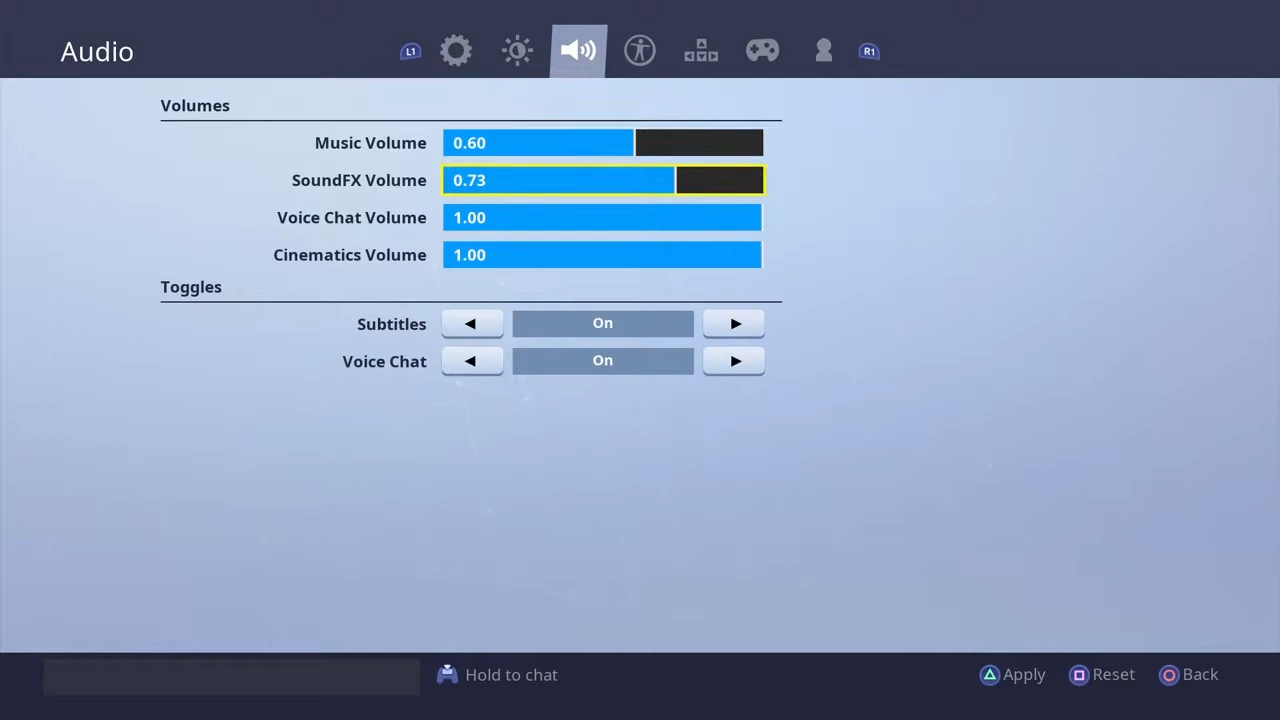 Audio
L1
R1
Volumes
Music Volume 0.60
SoundFX Volume 0.73
Voice Chat Volume 1.00
Cinematics Volume 1.00
Toggles
Subtitles On
Voice Chat On
Hold to chat Apply Reset Back